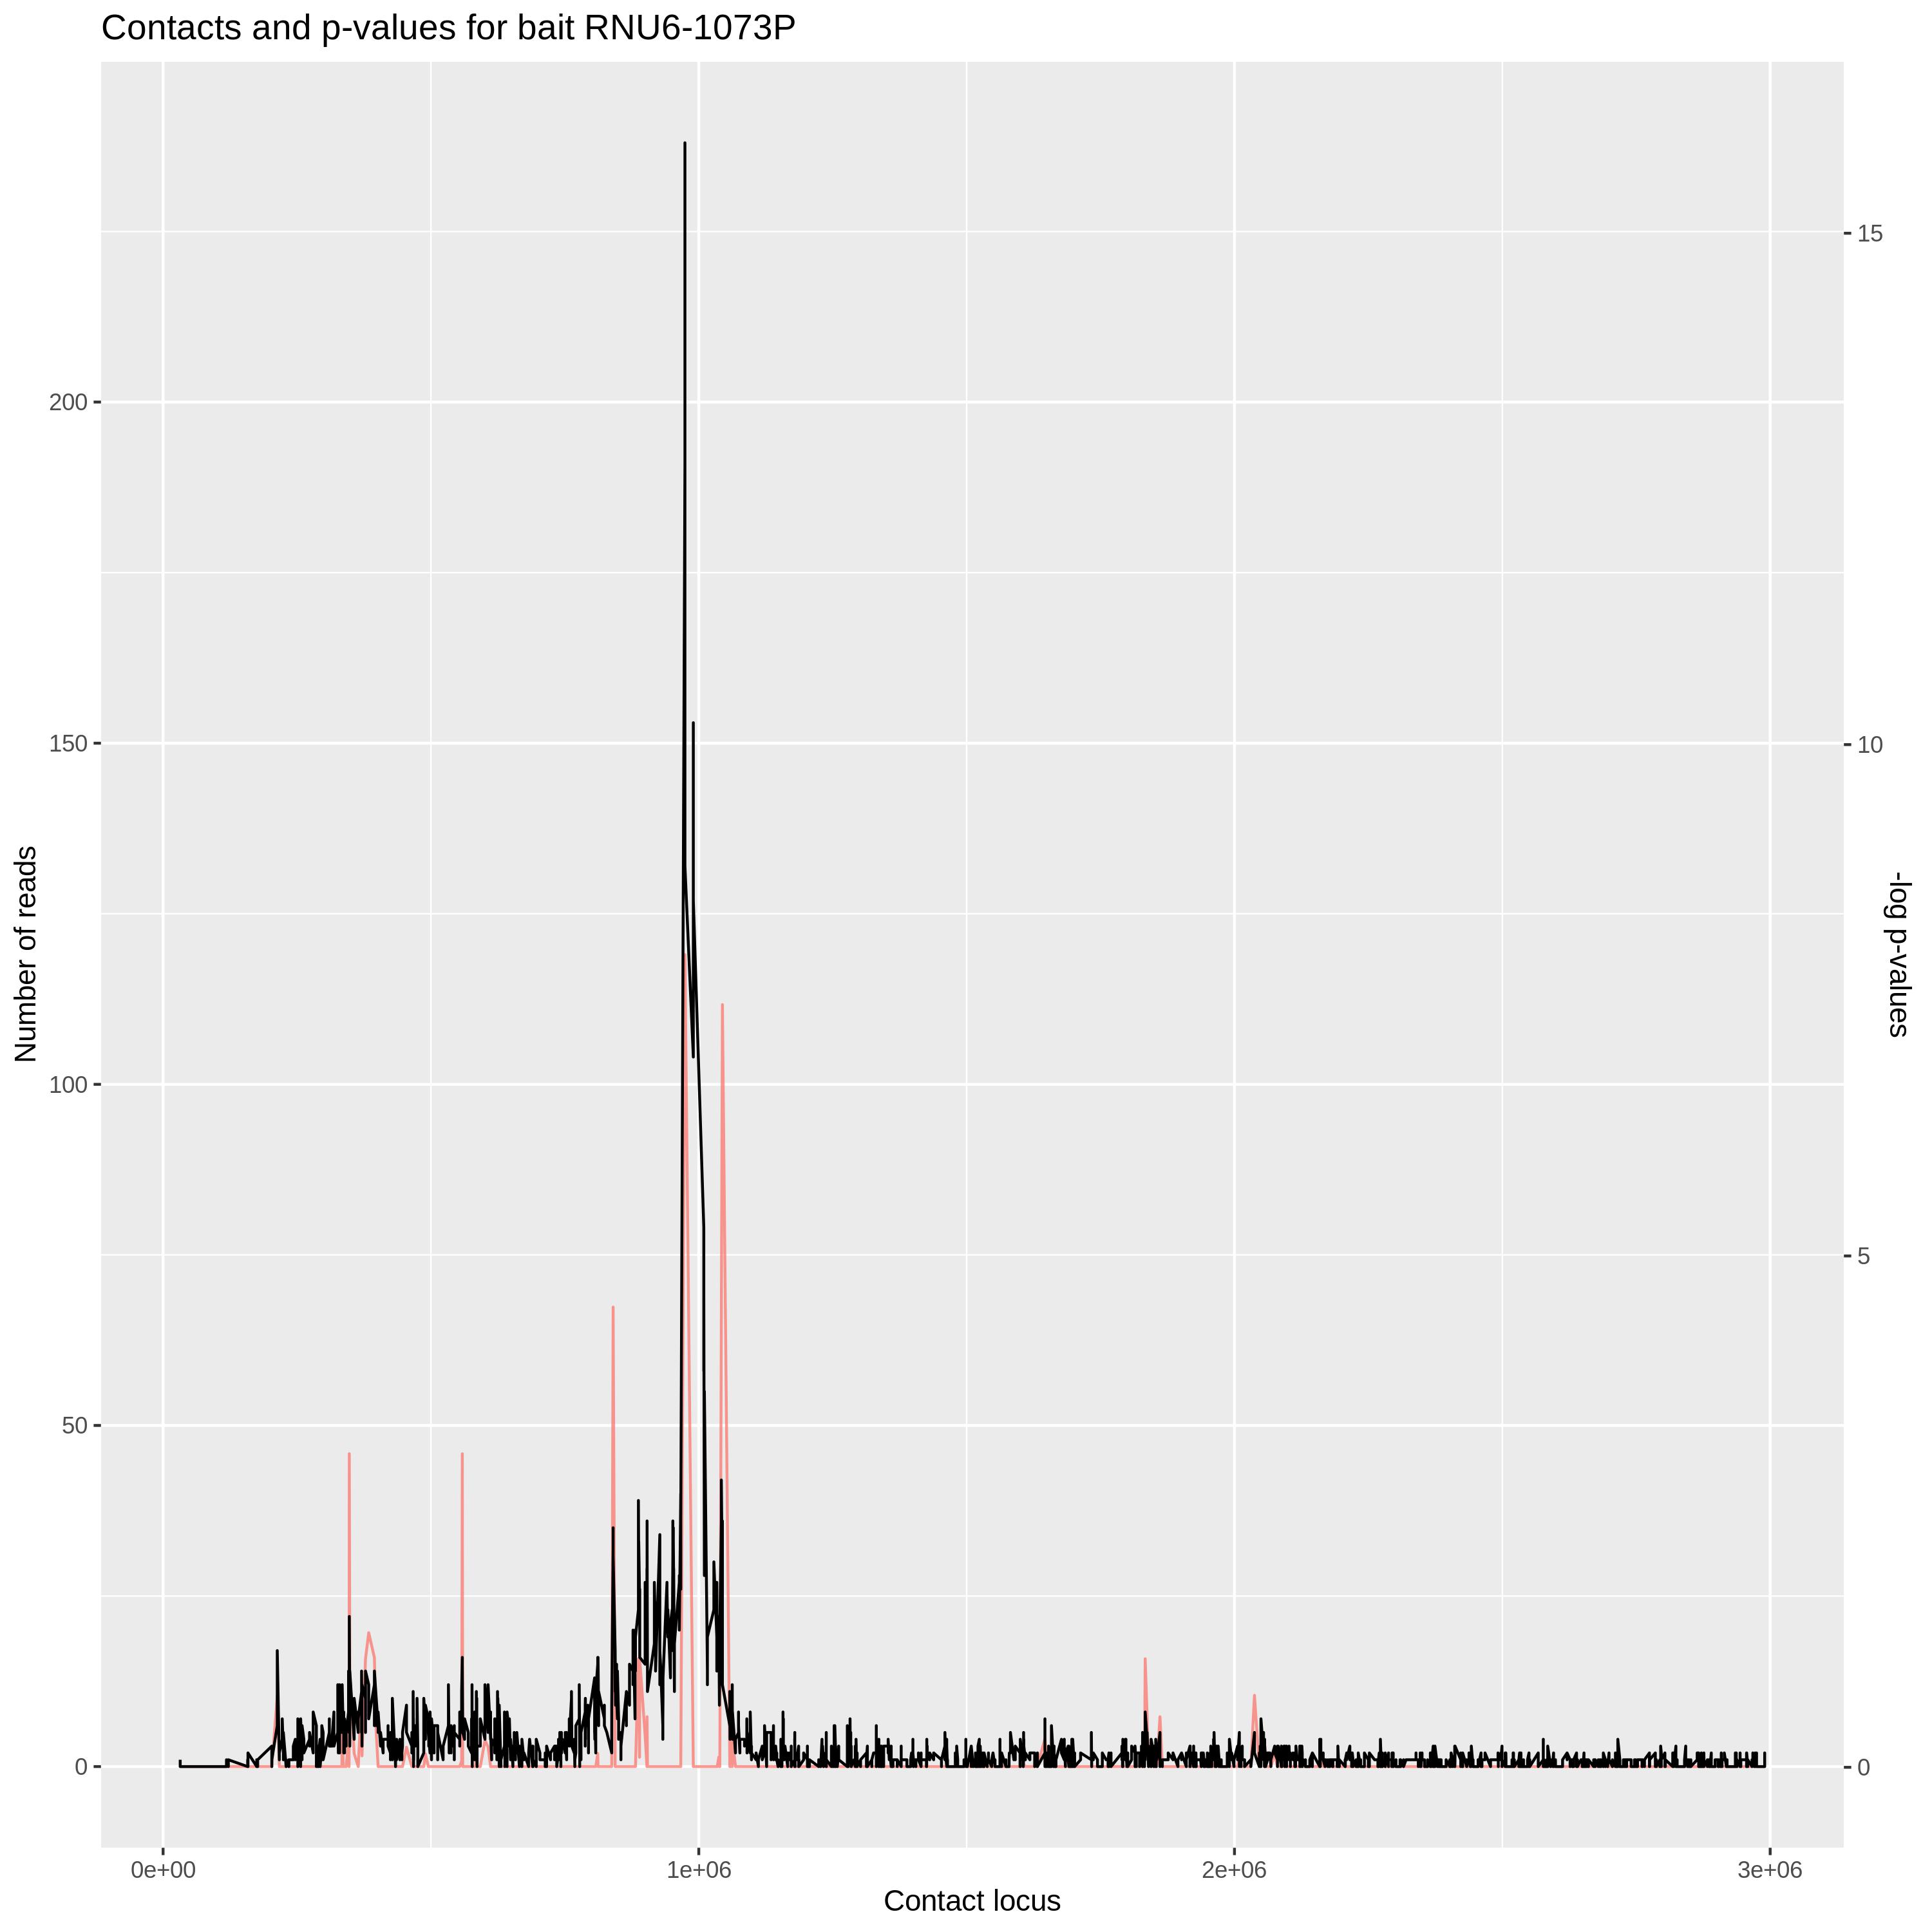 Contacts and p-values for bait RNU6-1073P
200
150
100
50
0
Number of reads
15
10
5
0
-log p-values
0e+00
1e+06
2e+06
3e+06
Contact locus